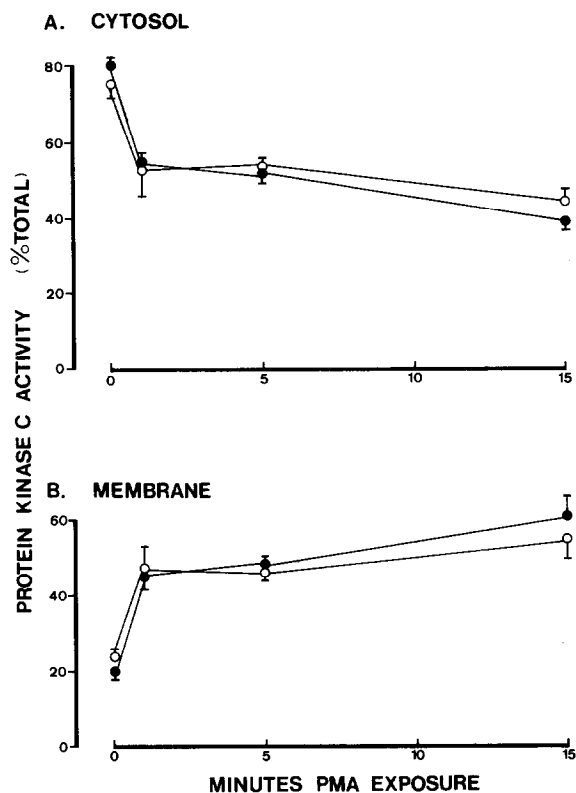 A. CYTOSOL
80
60
40
20
0
0 5 10 15
PROTEIN KINASE C ACTIVITY (%TOTAL)
B. MEMBRANE
60
40
20
0
0 5 10 15
MINUTES PMA EXPOSURE